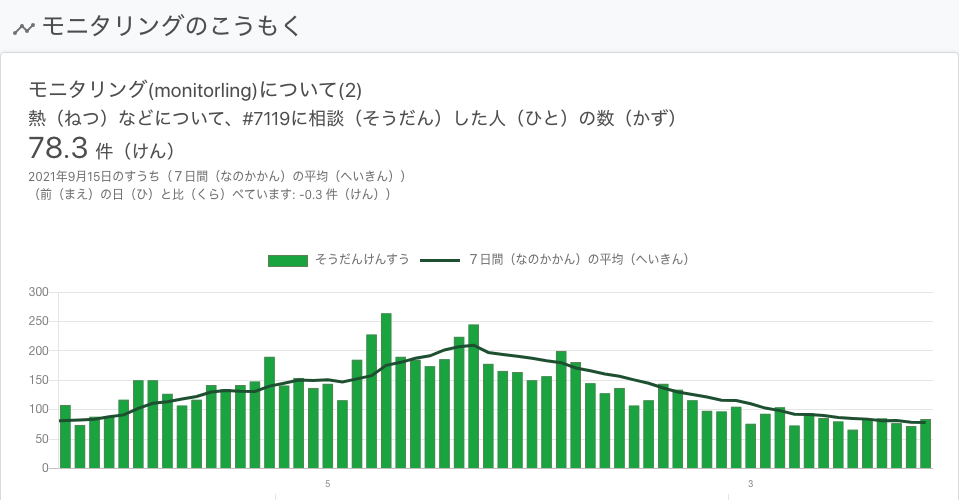 モニタリングのこうもく
モニタリング(monitorling)について(2)
熱（ねつ）などについて、#7119に相談（そうだん）した人（ひと）の数（かず）
78.3 件（けん）
2021年9月15日のすうち（７日間（なのかかん）の平均（へいきん））
（前（まえ）の日（ひ）と比（くら）べています: -0.3 件（けん））
そうだんけんすう ７日間（なのかかん）の平均（へいきん）
300
250
200
150
100
50
0
5 3